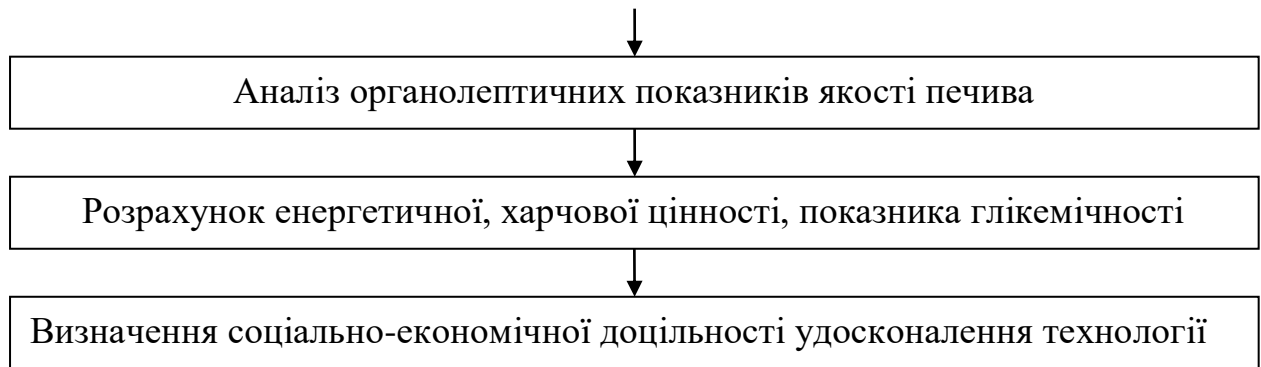 Аналіз органолептичних показників якості печива
Розрахунок енергетичної, харчової цінності, показника глікемічності
Визначення соціально-економічної доцільності удосконалення технології